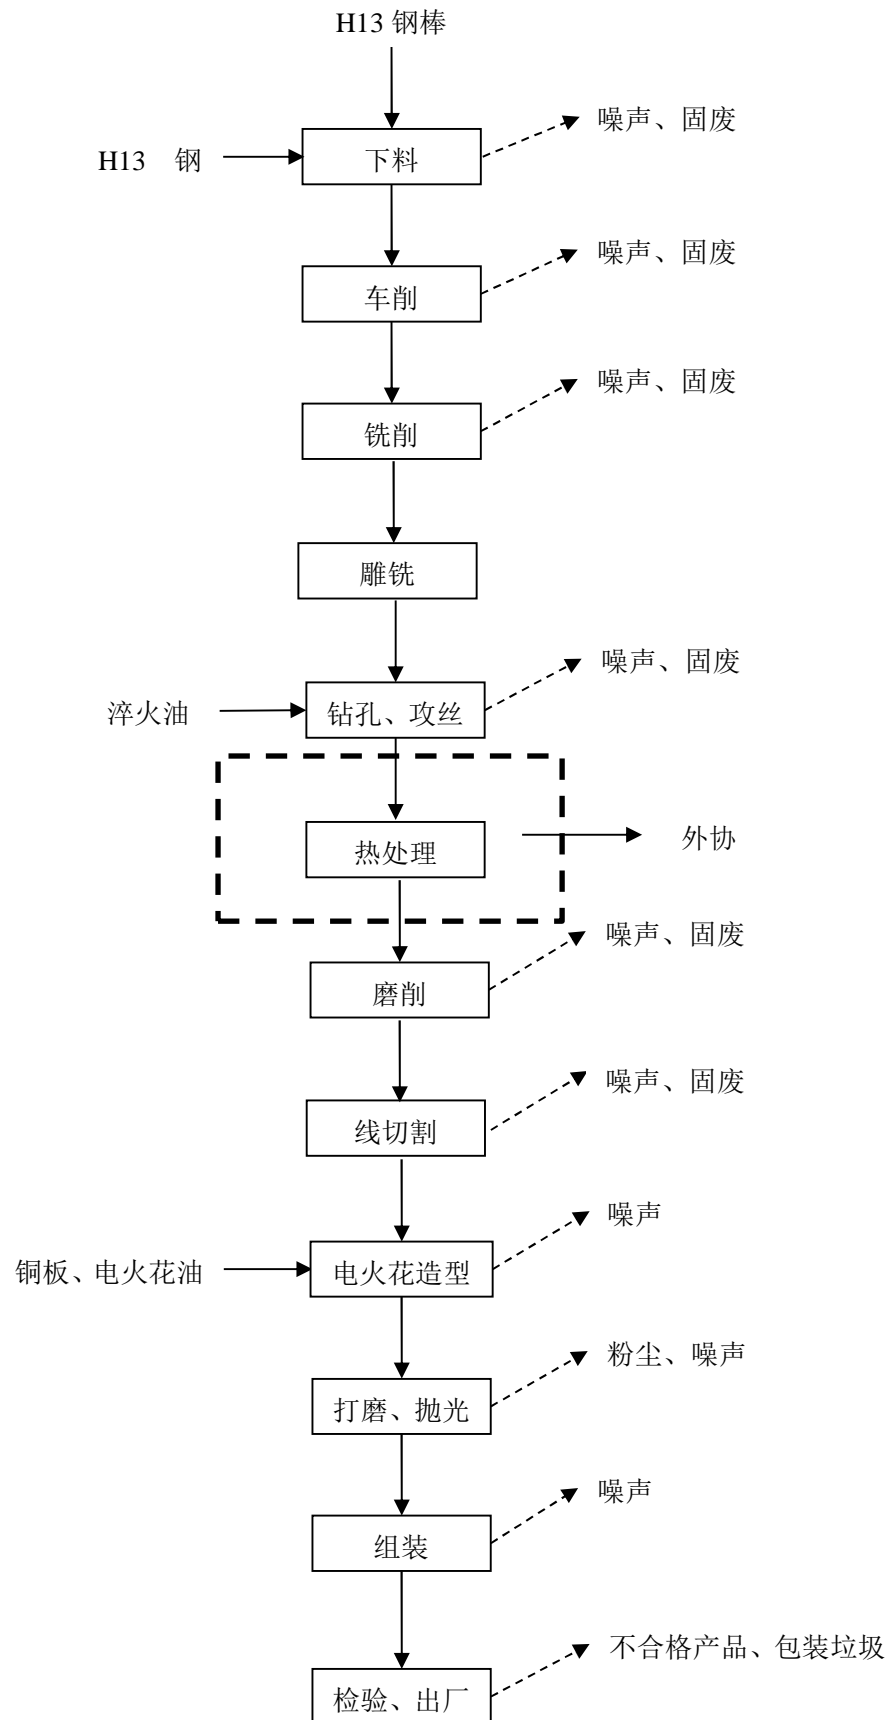 H13 钢棒
噪声、固废
H13 钢
下料
噪声、固废
车削
噪声、固废
铣削
雕铣
噪声、固废
淬火油
钻孔、攻丝
热处理
外协
噪声、固废
磨削
噪声、固废
线切割
噪声
铜板、电火花油
电火花造型
粉尘、噪声
打磨、抛光
噪声
组装
不合格产品、包装垃圾
检验、出厂